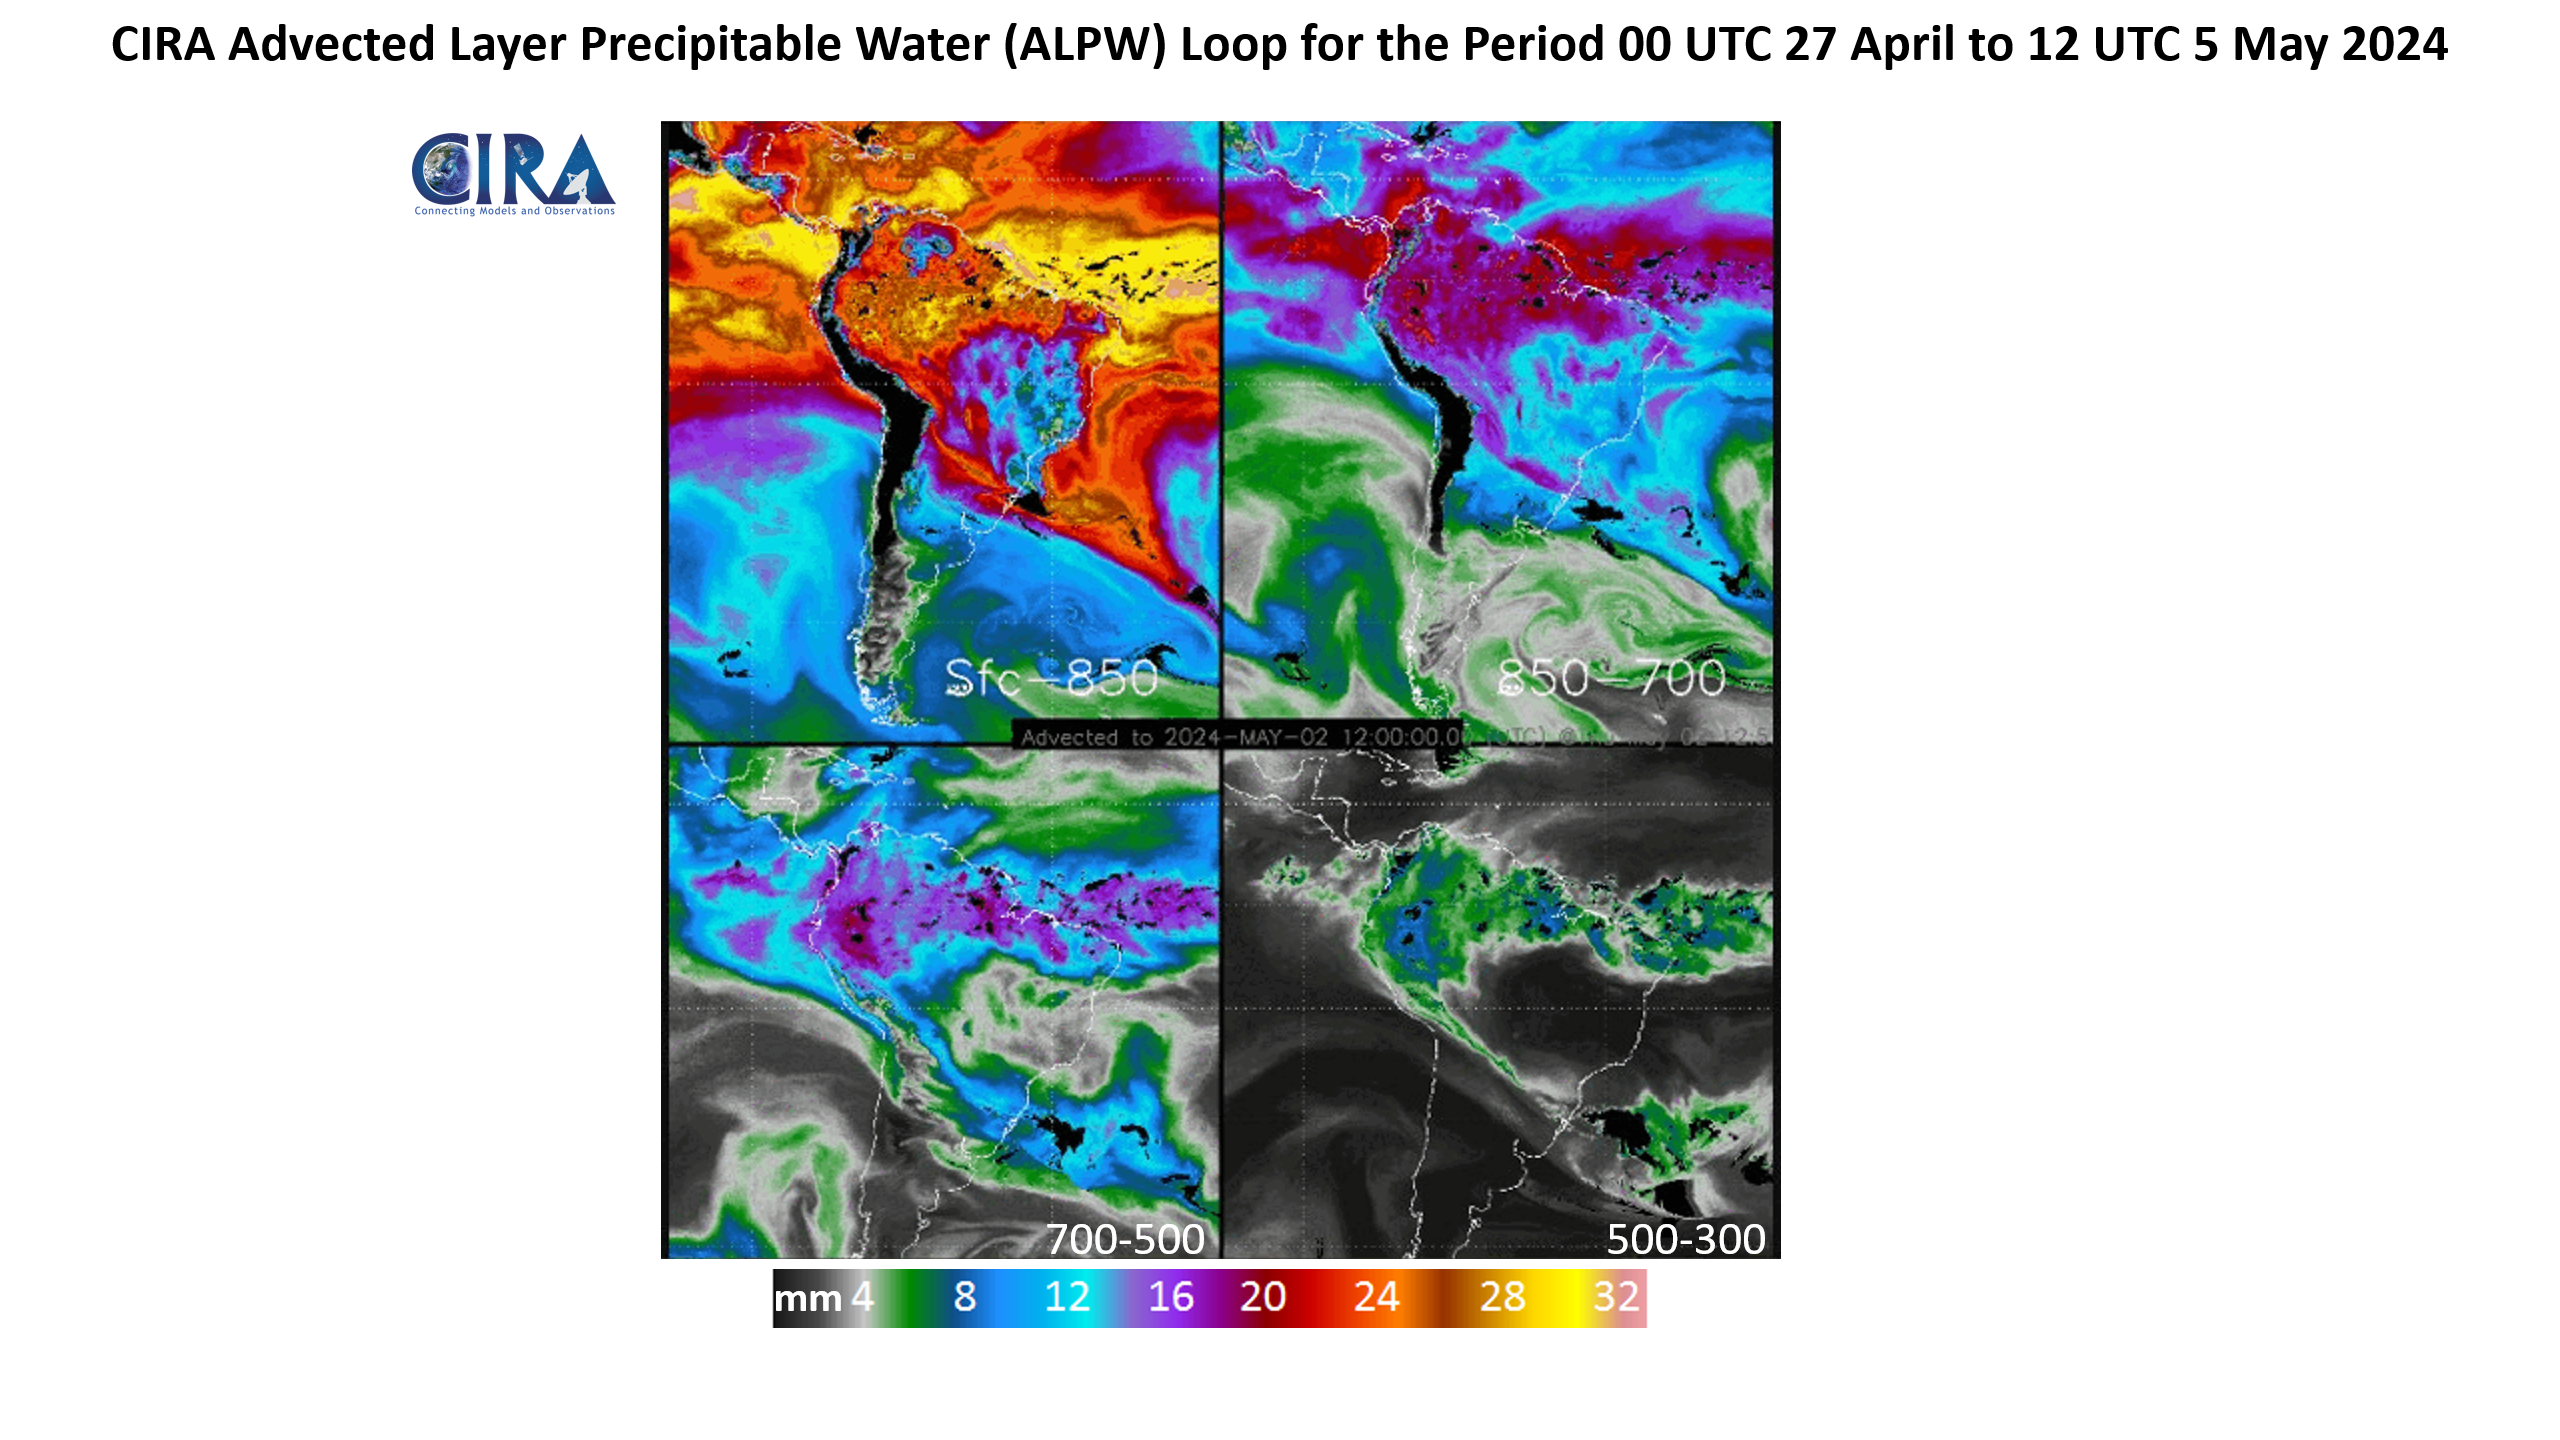 CIRA Advected Layer Precipitable Water (ALPW) Loop for the Period 00 UTC 27 April to 12 UTC 5 May 2024
CIRA
Connecting Models and Observations
Sfc-850
850-700
Advected to 2024-MAY-02 12:00:00.00 (UTC)
700-500
500-300
mm 4 8 12 16 20 24 28 32